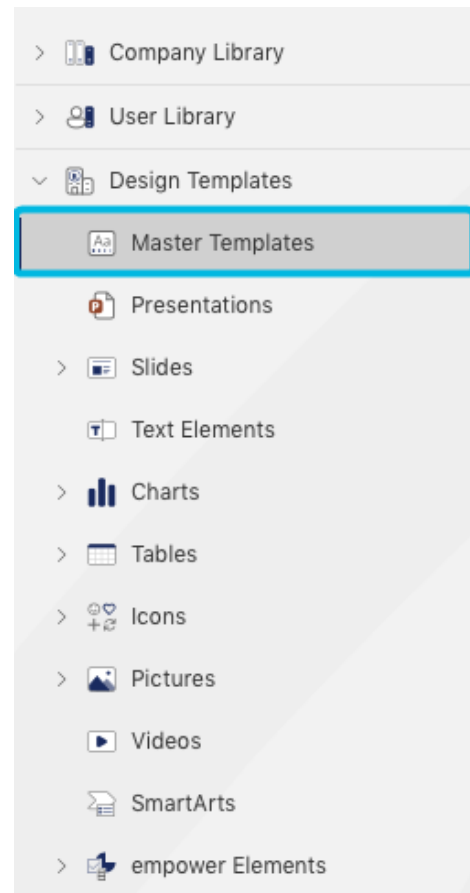 Company Library
User Library
Design Templates
Aa
Master Templates
P
Presentations
Slides
T
Text Elements
Charts
Tables
Icons
Pictures
Videos
SmartArts
empower Elements